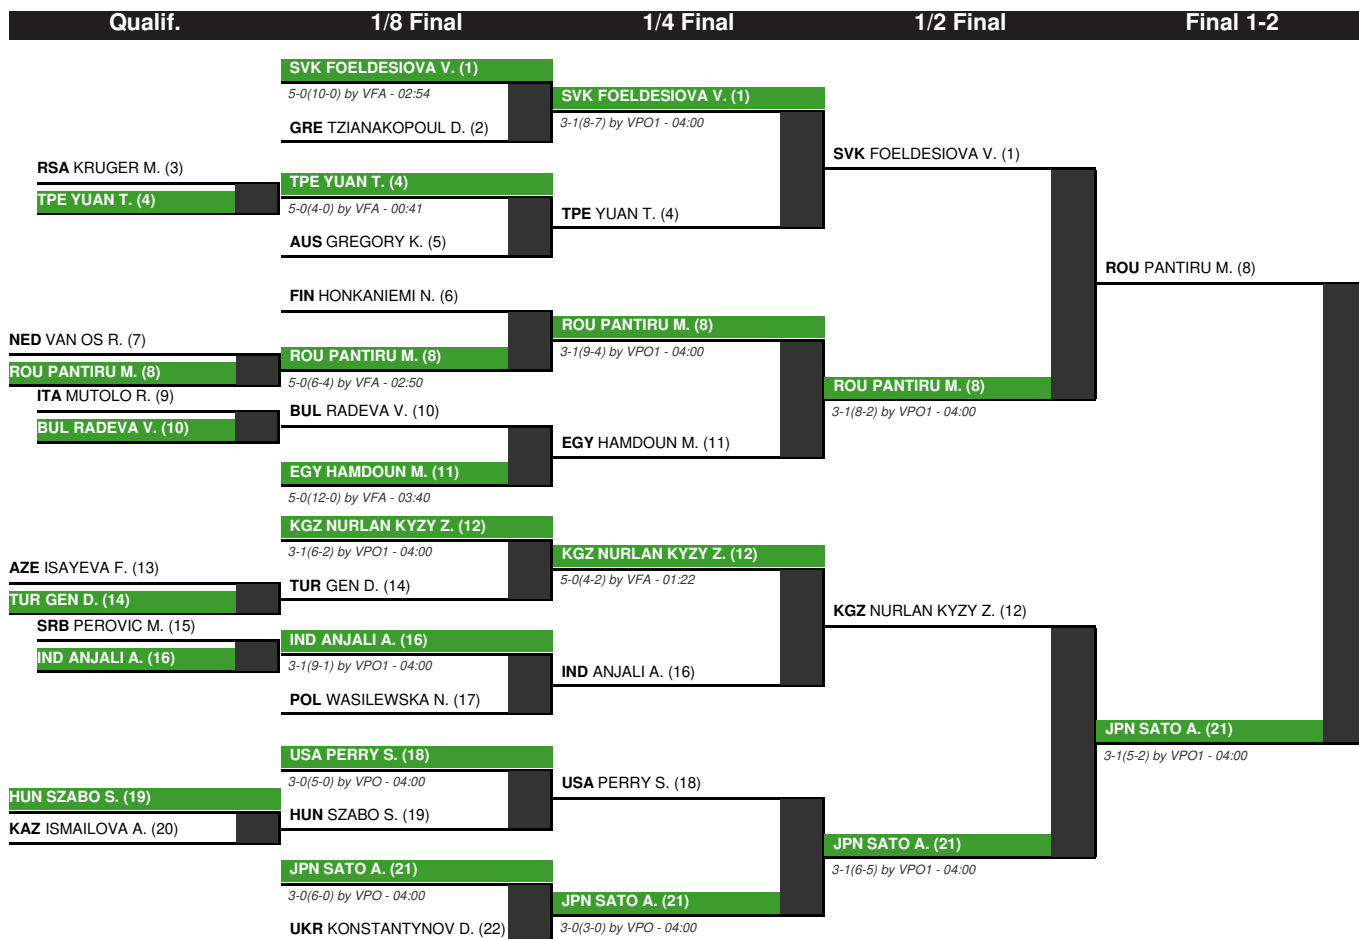 Qualif.
1/8 Final
1/4 Final
1/2 Final
Final 1-2
RSA KRUGER M. (3)
TPE YUAN T. (4)
NED VAN OS R. (7)
ROU PANTIRU M. (8)
ITA MUTOLO R. (9)
BUL RADEVA V. (10)
AZE ISAYEVA F. (13)
TUR GEN D. (14)
SRB PEROVIC M. (15)
IND ANJALI A. (16)
HUN SZABO S. (19)
KAZ ISMAILOVA A. (20)
SVK FOELDESIOVA V. (1)
5-0(10-0) by VFA - 02:54
GRE TZIANAKOPOUL D. (2)
TPE YUAN T. (4)
5-0(4-0) by VFA - 00:41
AUS GREGORY K. (5)
FIN HONKANIEMI N. (6)
ROU PANTIRU M. (8)
5-0(6-4) by VFA - 02:50
BUL RADEVA V. (10)
EGY HAMDOUN M. (11)
5-0(12-0) by VFA - 03:40
KGZ NURLAN KYZY Z. (12)
3-1(6-2) by VPO1 - 04:00
TUR GEN D. (14)
IND ANJALI A. (16)
3-1(9-1) by VPO1 - 04:00
POL WASILEWSKA N. (17)
USA PERRY S. (18)
3-0(5-0) by VPO - 04:00
HUN SZABO S. (19)
JPN SATO A. (21)
3-0(6-0) by VPO - 04:00
UKR KONSTANTYNOV D. (22)
SVK FOELDESIOVA V. (1)
3-1(8-7) by VPO1 - 04:00
TPE YUAN T. (4)
ROU PANTIRU M. (8)
3-1(9-4) by VPO1 - 04:00
EGY HAMDOUN M. (11)
KGZ NURLAN KYZY Z. (12)
5-0(4-2) by VFA - 01:22
IND ANJALI A. (16)
USA PERRY S. (18)
JPN SATO A. (21)
3-0(3-0) by VPO - 04:00
SVK FOELDESIOVA V. (1)
ROU PANTIRU M. (8)
3-1(8-2) by VPO1 - 04:00
KGZ NURLAN KYZY Z. (12)
JPN SATO A. (21)
3-1(6-5) by VPO1 - 04:00
ROU PANTIRU M. (8)
JPN SATO A. (21)
3-1(5-2) by VPO1 - 04:00